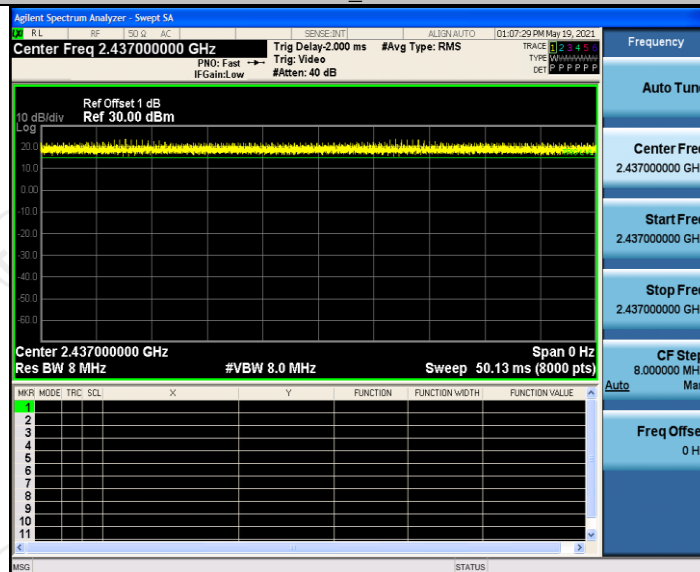 Agilent Spectrum Analyzer - Swept SA
RL RF 50 Ω AC SENSE:INT ALIGN AUTO 01:07:29 PM May 19, 2021
Center Freq 2.437000000 GHz
PNO: Fast
IFGain:Low
Trig Delay-2.000 ms
Trig: Video
#Atten: 40 dB
#Avg Type: RMS
TRACE 1 2 3 4 5 6
TYPE
DET P P P P P P
Ref Offset 1 dB
10 dB/div Ref 30.00 dBm
Log
20.0
10.0
0.00
-10.0
-20.0
-30.0
-40.0
-50.0
-60.0
Center 2.437000000 GHz Span 0 Hz
Res BW 8 MHz #VBW 8.0 MHz Sweep 50.13 ms (8000 pts)
MKR MODE TRC SCL X Y FUNCTION FUNCTION WIDTH FUNCTION VALUE
1
2
3
4
5
6
7
8
9
10
11
MSG STATUS
Frequency
Auto Tun
Center Fre
2.437000000 GH
Start Fre
2.437000000 GH
Stop Fre
2.437000000 GH
CF Step
8.000000 MH
Auto Ma
Freq Offse
0 H